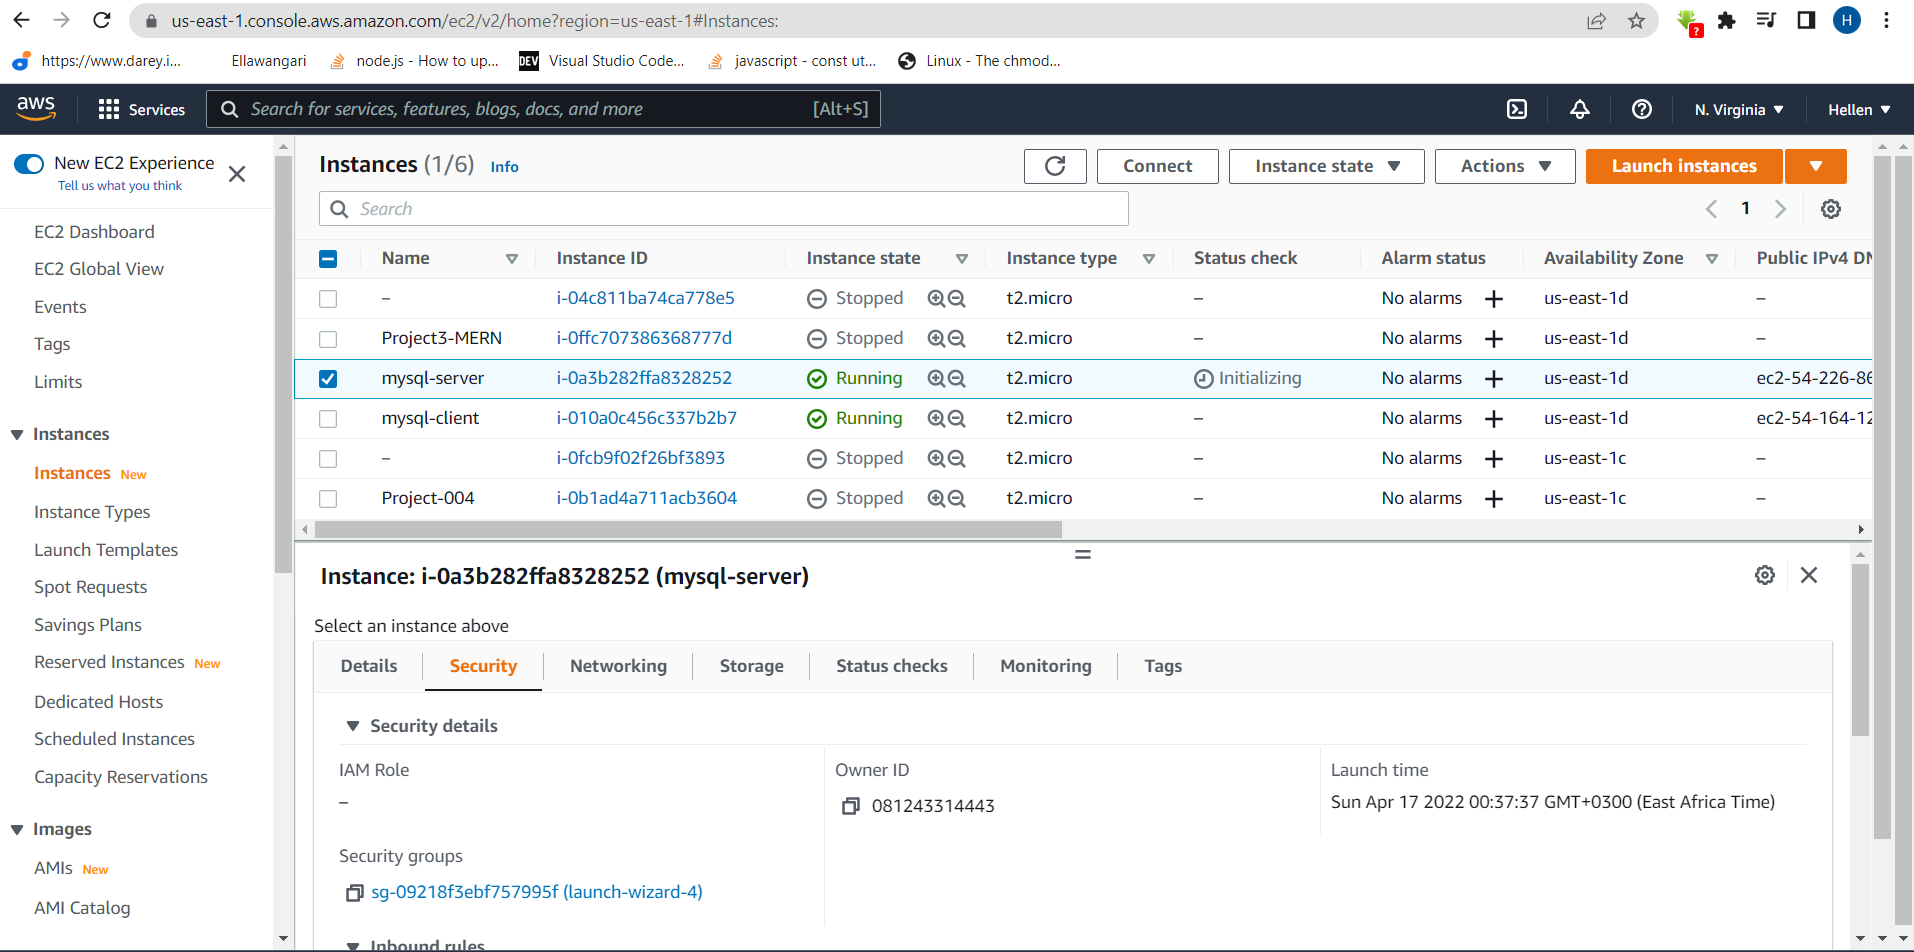 us-east-1.console.aws.amazon.com/ec2/v2/home?region=us-east-1#Instances:
?
H
https://www.darey.i...
Ellawangari
node.js - How to up...
DEV
Visual Studio Code...
javascript - const ut...
Linux - The chmod...
aws
Services
Search for services, features, blogs, docs, and more
[Alt+S]
N. Virginia
Hellen
New EC2 Experience
Tell us what you think
EC2 Dashboard
EC2 Global View
Events
Tags
Limits
Instances
Instances New
Instance Types
Launch Templates
Spot Requests
Savings Plans
Reserved Instances New
Dedicated Hosts
Scheduled Instances
Capacity Reservations
Images
AMIs New
AMI Catalog
Instances (1/6) Info
Connect
Instance state
Actions
Launch instances
Search
1
Name Instance ID Instance state Instance type Status check Alarm status Availability Zone Public IPv4 DN
– i-04c811ba74ca778e5 Stopped t2.micro – No alarms us-east-1d –
Project3-MERN i-0ffc707386368777d Stopped t2.micro – No alarms us-east-1d –
mysql-server i-0a3b282ffa8328252 Running t2.micro Initializing No alarms us-east-1d ec2-54-226-86
mysql-client i-010a0c456c337b2b7 Running t2.micro – No alarms us-east-1d ec2-54-164-12
– i-0fcb9f02f26bf3893 Stopped t2.micro – No alarms us-east-1c –
Project-004 i-0b1ad4a711acb3604 Stopped t2.micro – No alarms us-east-1c –
Instance: i-0a3b282ffa8328252 (mysql-server)
Select an instance above
Details Security Networking Storage Status checks Monitoring Tags
Security details
IAM Role
–
Owner ID
081243314443
Launch time
Sun Apr 17 2022 00:37:37 GMT+0300 (East Africa Time)
Security groups
sg-09218f3ebf757995f (launch-wizard-4)
Inbound rules